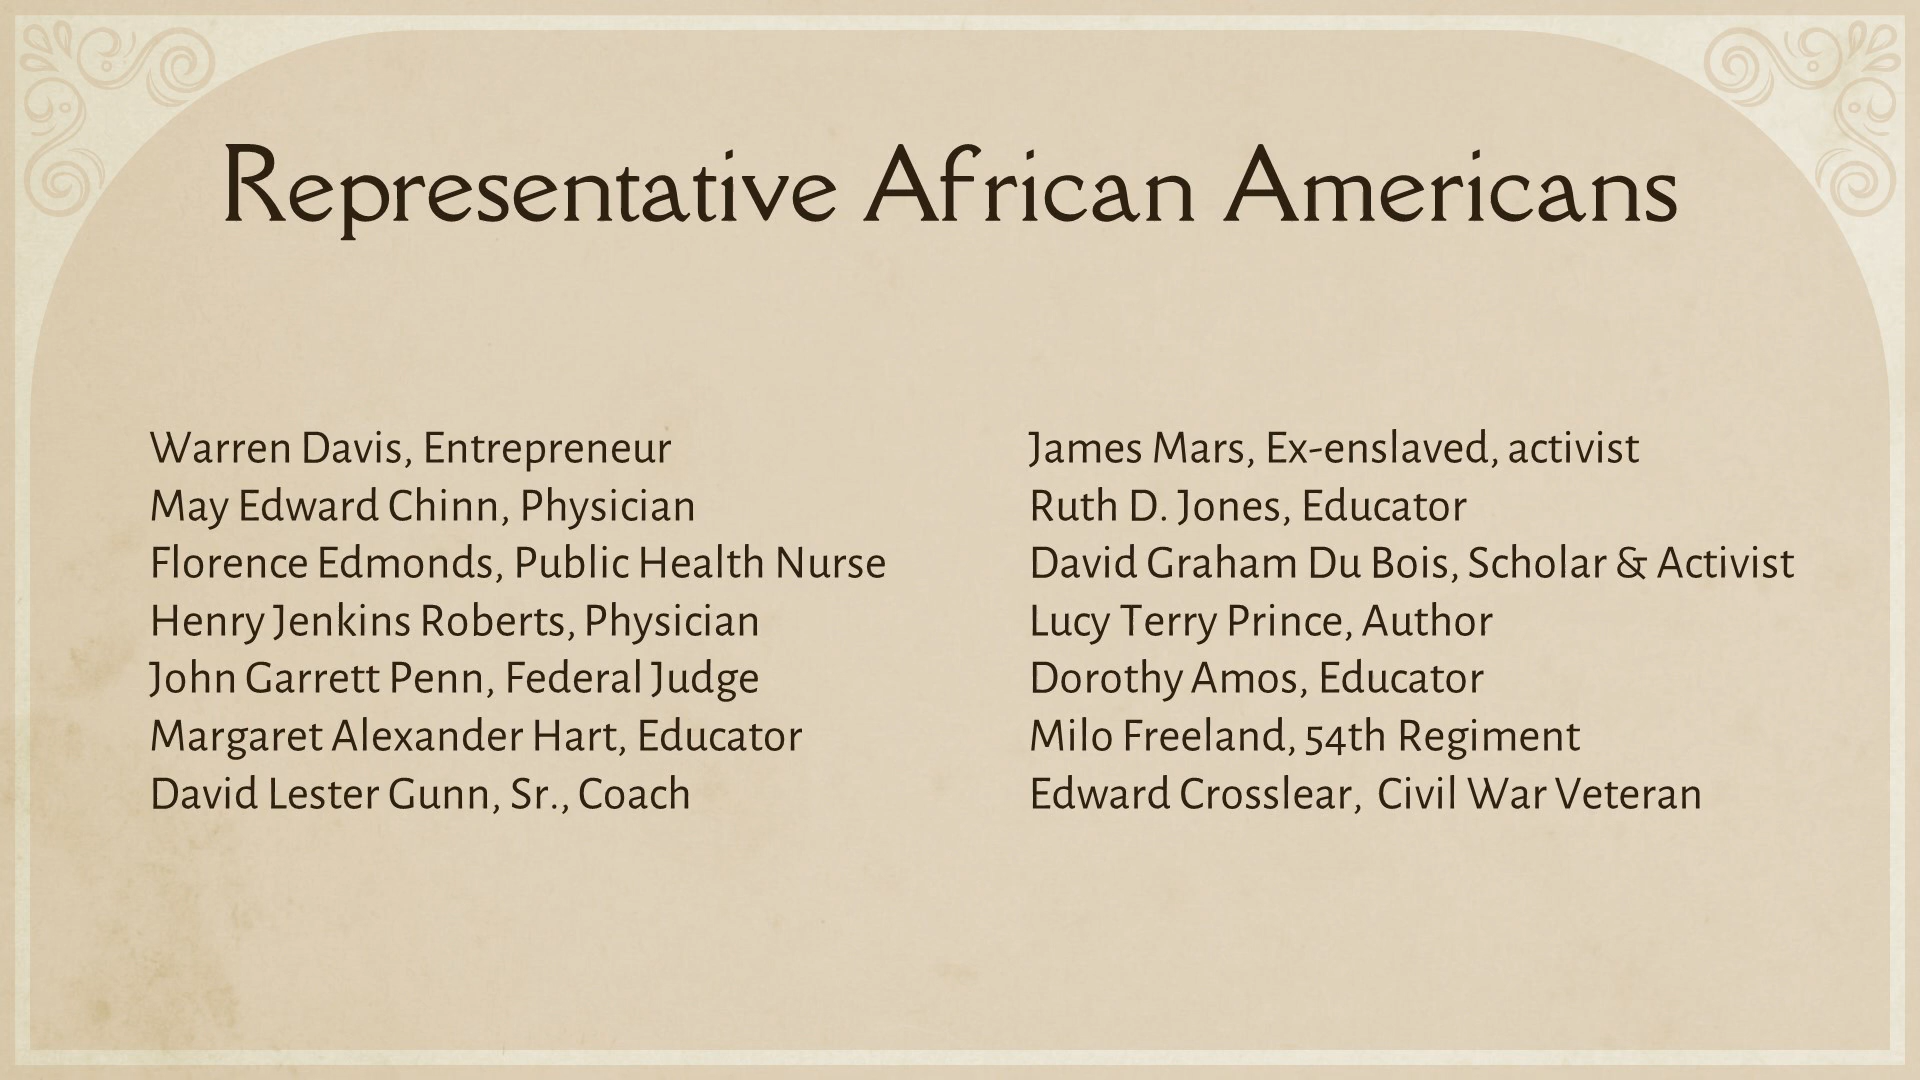 Representative African Americans
Warren Davis, Entrepreneur
May Edward Chinn, Physician
Florence Edmonds, Public Health Nurse
Henry Jenkins Roberts, Physician
John Garrett Penn, Federal Judge
Margaret Alexander Hart, Educator
David Lester Gunn, Sr., Coach
James Mars, Ex-enslaved, activist
Ruth D. Jones, Educator
David Graham Du Bois, Scholar & Activist
Lucy Terry Prince, Author
Dorothy Amos, Educator
Milo Freeland, 54th Regiment
Edward Crosslear, Civil War Veteran